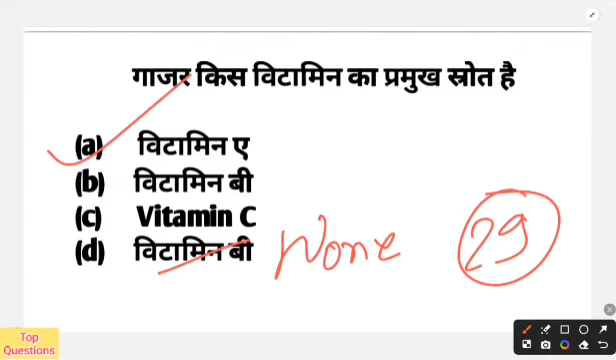 गाजर किस विटामिन का प्रमुख स्रोत है
(a) विटामिन ए
(b) विटामिन बी
(c) Vitamin C
(d) विटामिन बी None
29
Top
Questions